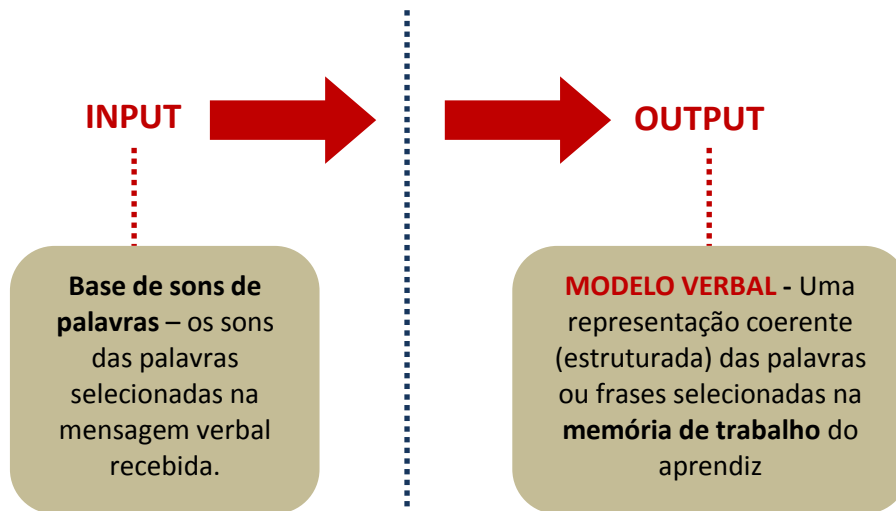 INPUT
OUTPUT
Base de sons de
palavras – os sons
das palavras
selecionadas na
mensagem verbal
recebida.
MODELO VERBAL - Uma
representação coerente
(estruturada) das palavras
ou frases selecionadas na
memória de trabalho do
aprendiz